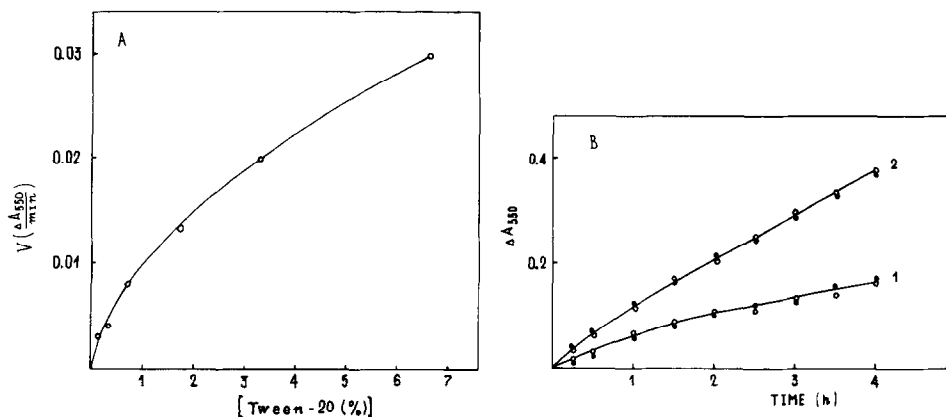 A
0.03
0.02
0.01
V(ΔA550/min)
1 2 3 4 5 6 7
[Tween-20 (%)]
B
0.4
0.2
ΔA550
2
1
1 2 3 4
TIME (h)